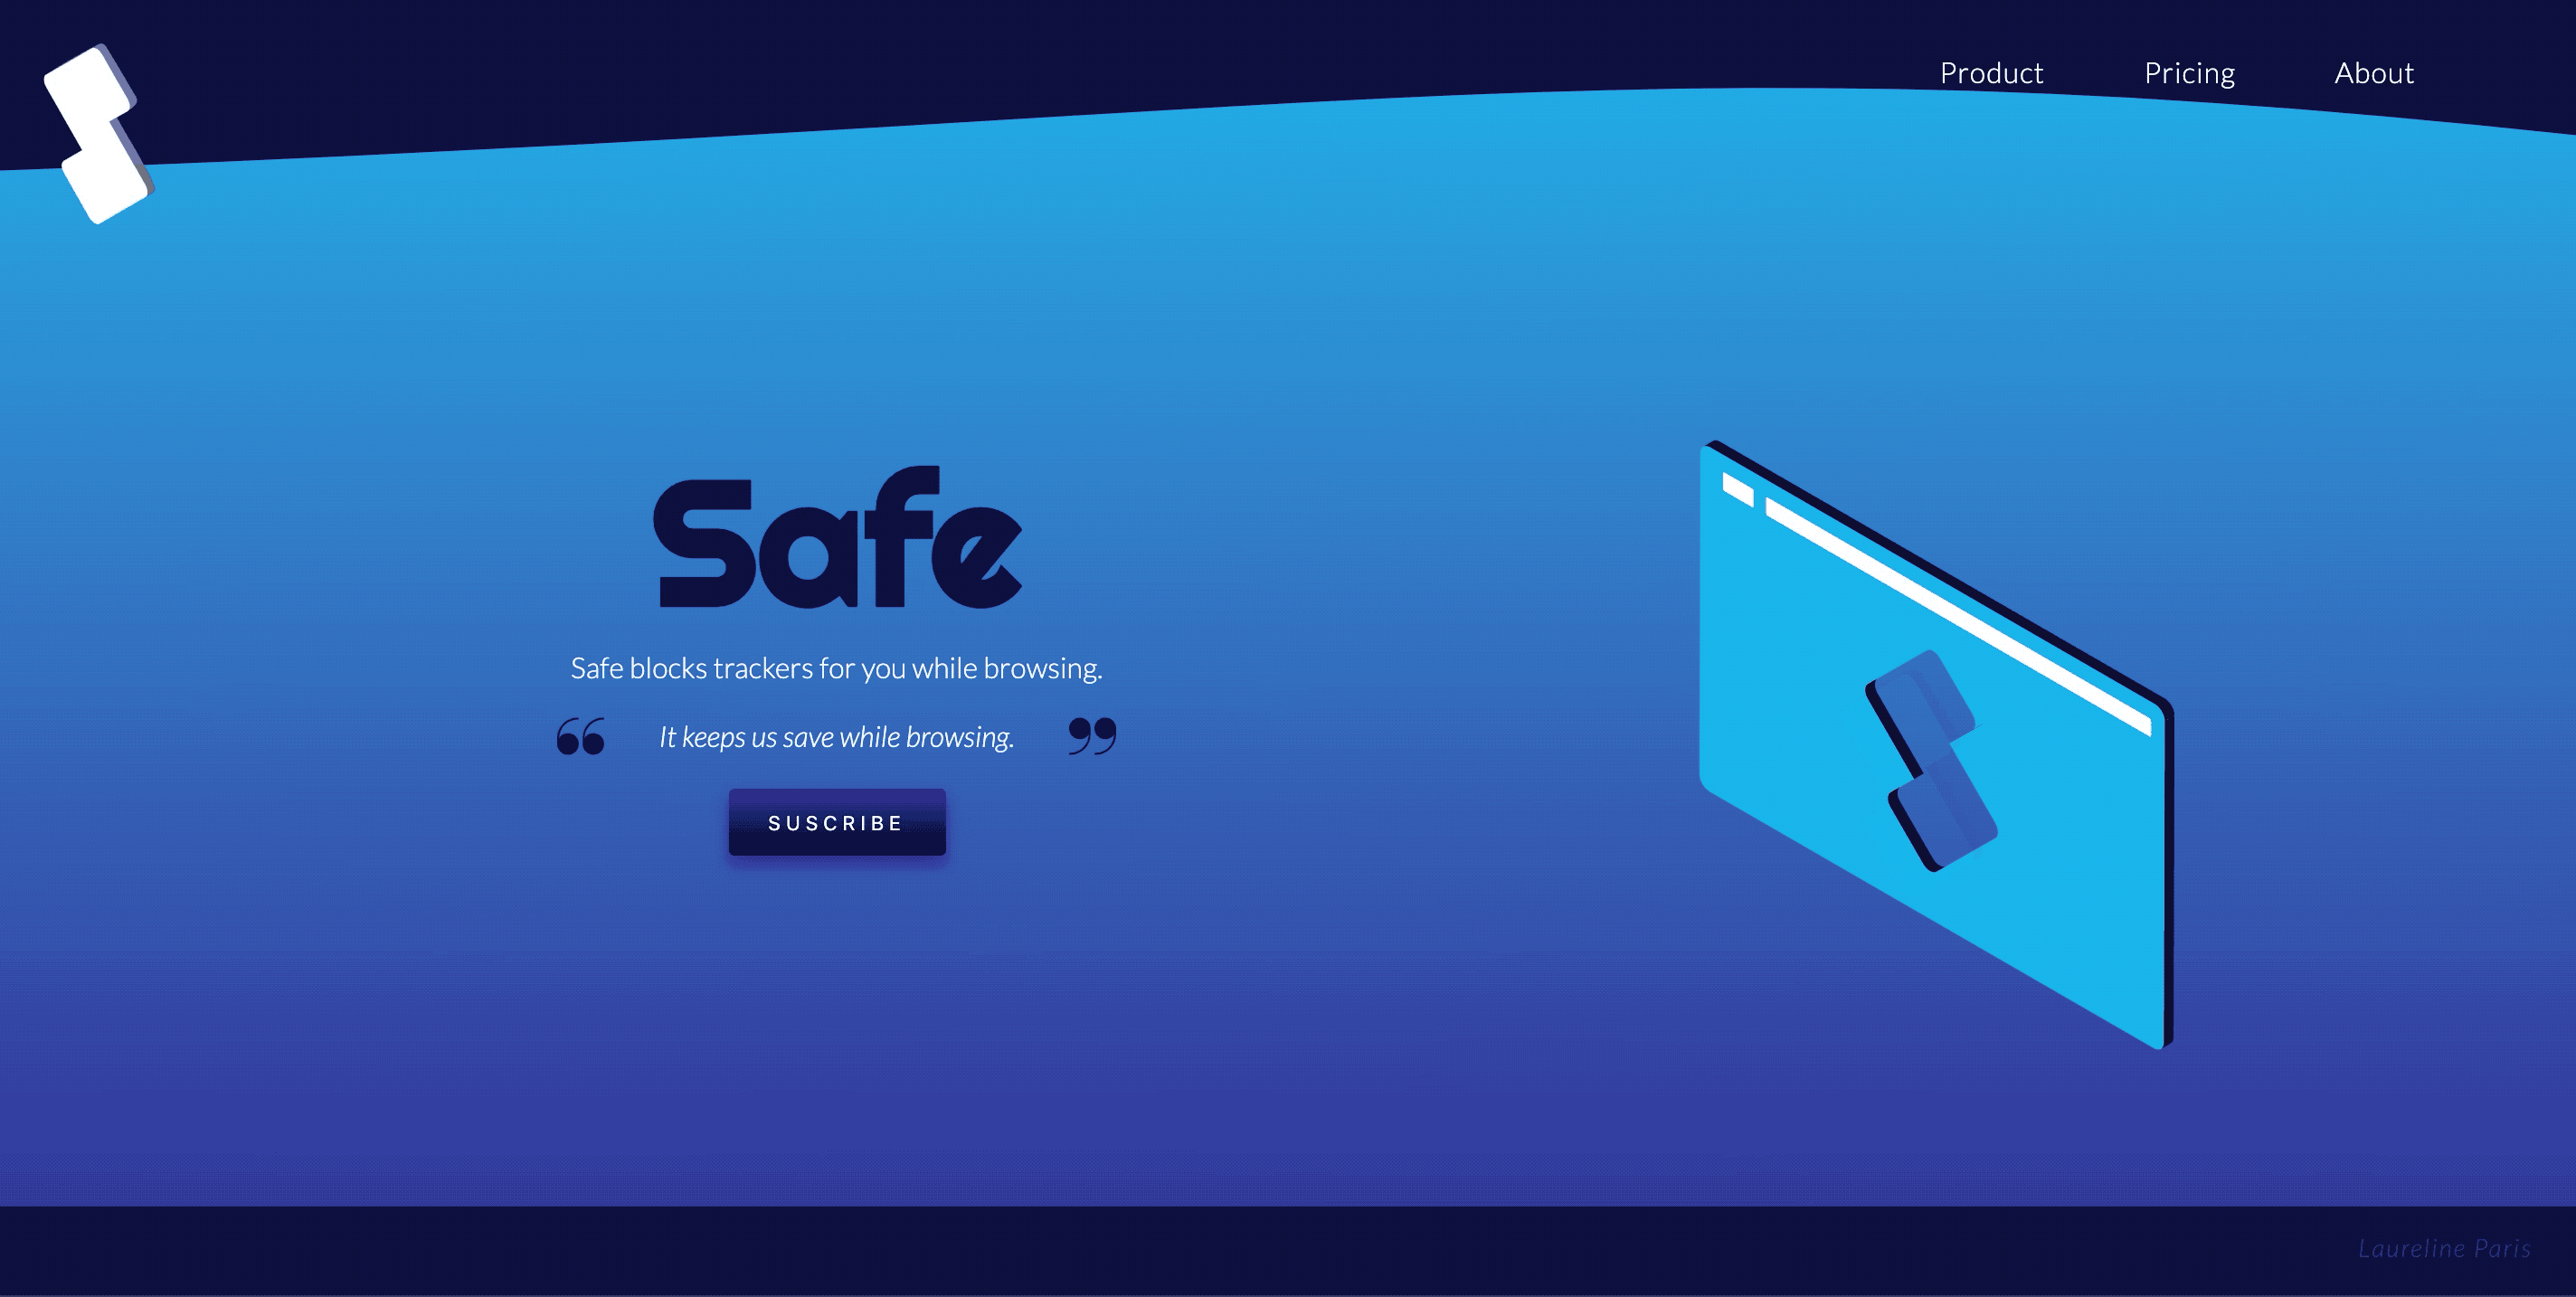 Product Pricing About
Safe
Safe blocks trackers for you while browsing.
“ It keeps us save while browsing. ”
SUSCRIBE
Laureline Paris